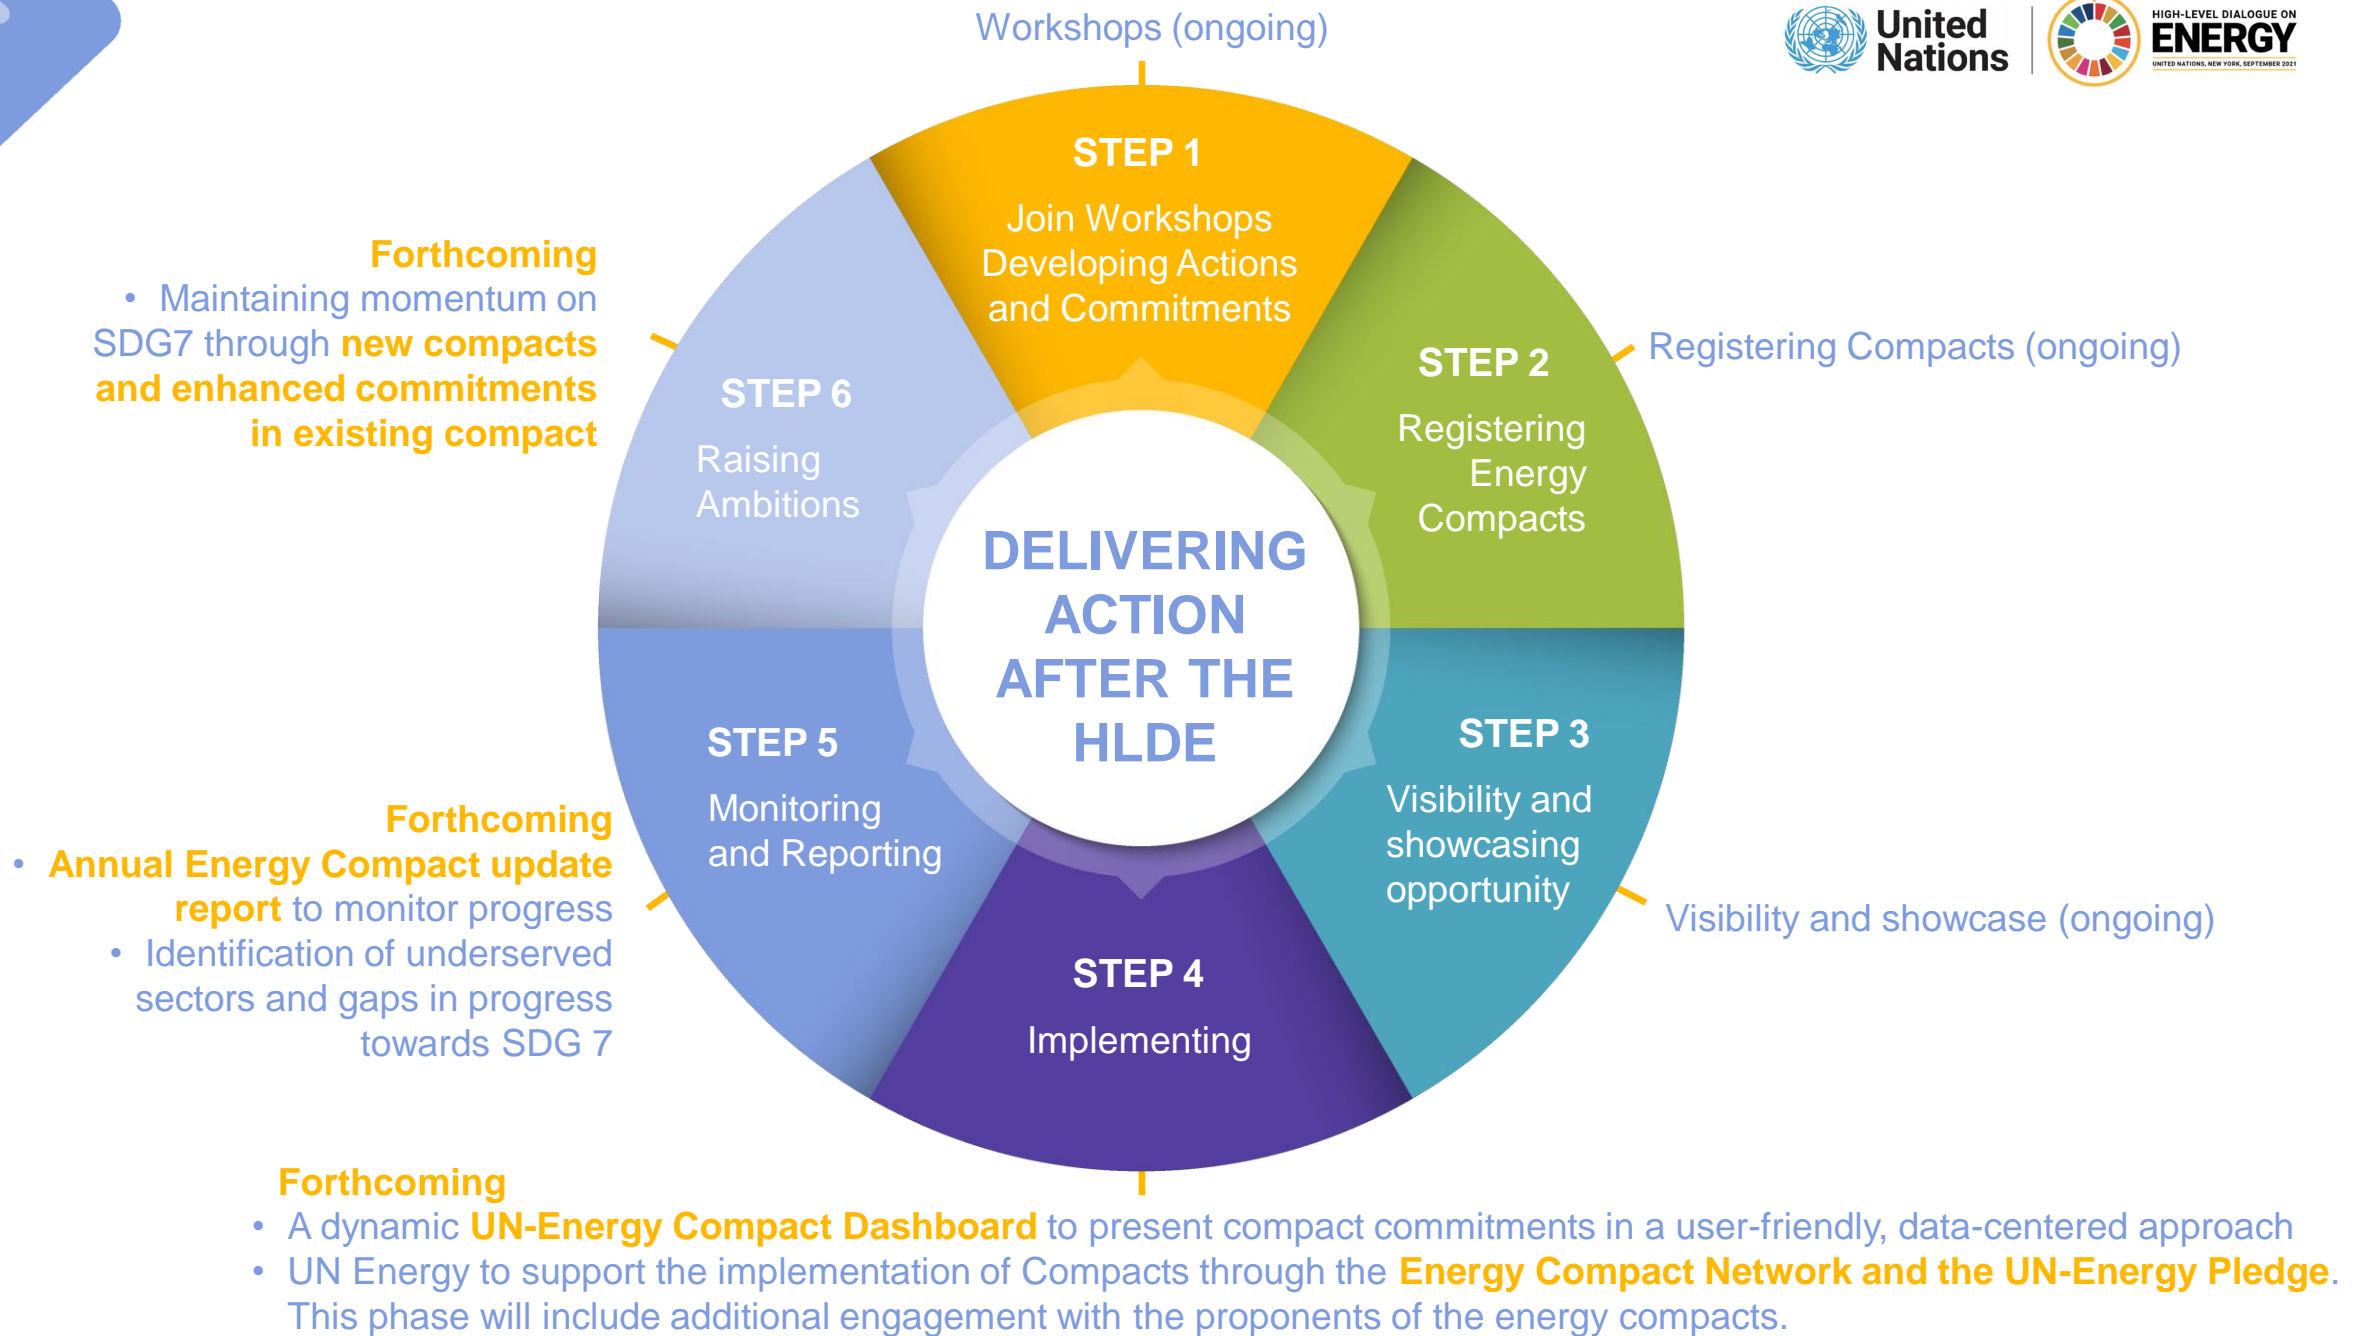 Workshops (ongoing)
United
Nations
HIGH-LEVEL DIALOGUE ON
ENERGY
UNITED NATIONS, NEW YORK, SEPTEMBER 2021
STEP 1
Join Workshops
Developing Actions
and Commitments
STEP 2
Registering
Energy
Compacts
Registering Compacts (ongoing)
STEP 3
Visibility and
showcasing
opportunity
Visibility and showcase (ongoing)
STEP 4
Implementing
Forthcoming
• A dynamic UN-Energy Compact Dashboard to present compact commitments in a user-friendly, data-centered approach
• UN Energy to support the implementation of Compacts through the Energy Compact Network and the UN-Energy Pledge.
This phase will include additional engagement with the proponents of the energy compacts.
STEP 5
Monitoring
and Reporting
Forthcoming
• Annual Energy Compact update
report to monitor progress
• Identification of underserved
sectors and gaps in progress
towards SDG 7
STEP 6
Raising
Ambitions
Forthcoming
• Maintaining momentum on
SDG7 through new compacts
and enhanced commitments
in existing compact
DELIVERING
ACTION
AFTER THE
HLDE